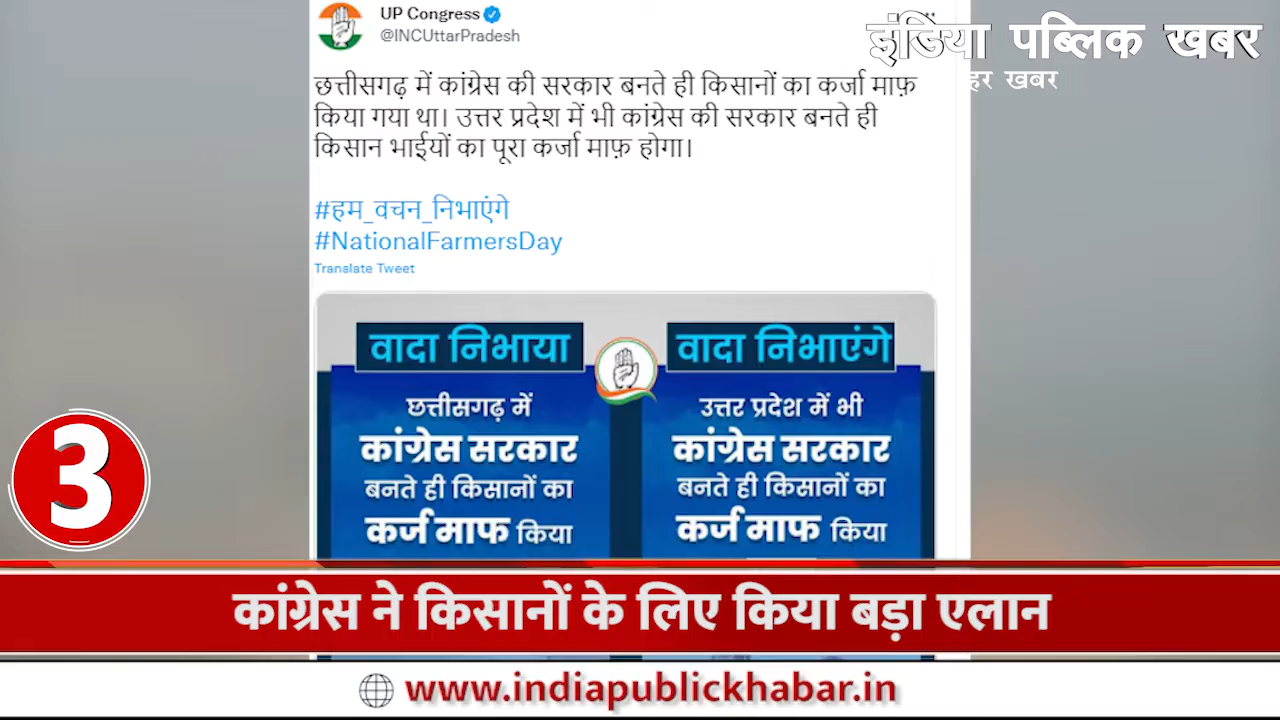 UP Congress
@INCUttarPradesh
इंडिया पब्लिक खबर
हर खबर
छत्तीसगढ़ में कांग्रेस की सरकार बनते ही किसानों का कर्जा माफ़
किया गया था। उत्तर प्रदेश में भी कांग्रेस की सरकार बनते ही
किसान भाईयों का पूरा कर्जा माफ़ होगा।
#हम_वचन_निभाएंगे
#NationalFarmersDay
Translate Tweet
वादा निभाया
छत्तीसगढ़ में
कांग्रेस सरकार
बनते ही किसानों का
कर्ज माफ किया
वादा निभाएंगे
उत्तर प्रदेश में भी
कांग्रेस सरकार
बनते ही किसानों का
कर्ज माफ किया
3
कांग्रेस ने किसानों के लिए किया बड़ा एलान
www.indiapublickhabar.in